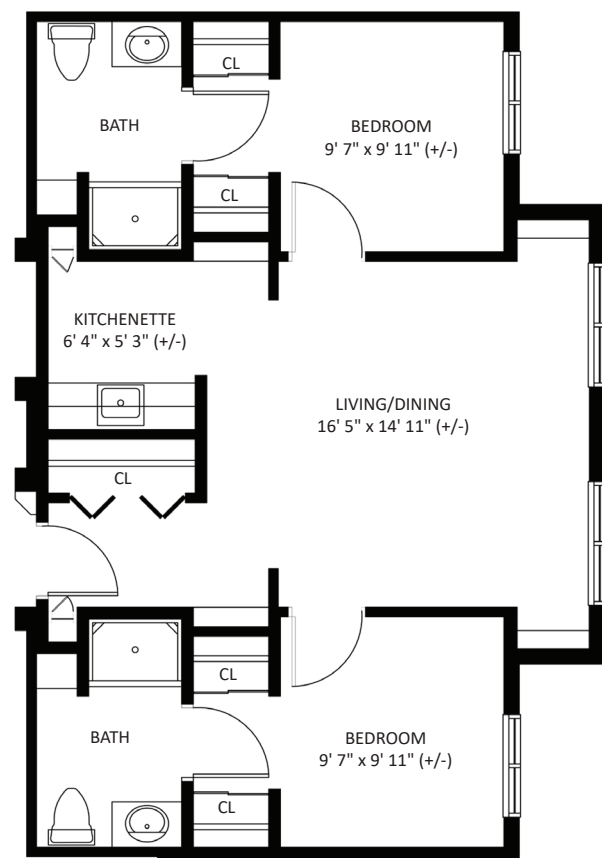 CL
BATH
BEDROOM
9' 7" x 9' 11" (+/-)
CL
KITCHENETTE
6' 4" x 5' 3" (+/-)
LIVING/DINING
16' 5" x 14' 11" (+/-)
CL
CL
BATH
BEDROOM
9' 7" x 9' 11" (+/-)
CL